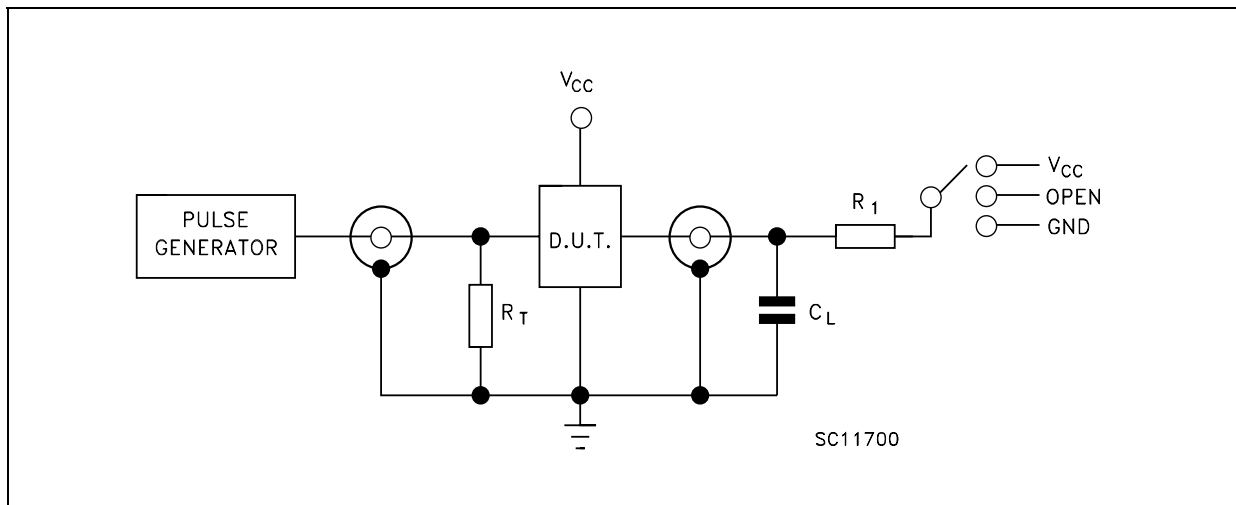 VCC
PULSE
GENERATOR
D.U.T.
RT
CL
R1
VCC
OPEN
GND
SC11700